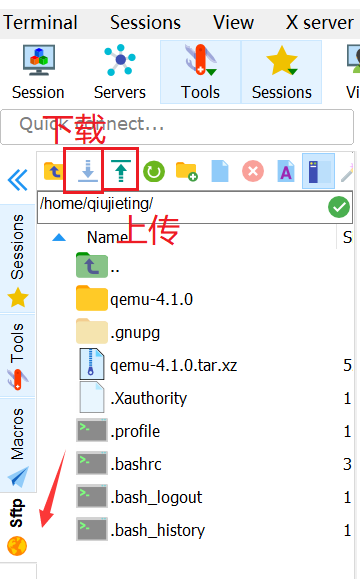 Terminal Sessions View X server
Session Servers Tools Sessions
下载
Quick connect...
/home/qiujieting/
上传
Name S
..
qemu-4.1.0
.gnupg
qemu-4.1.0.tar.xz 5
.Xauthority 1
.profile 1
.bashrc 3
.bash_logout 1
.bash_history 1
Sessions
Tools
Macros
Sftp